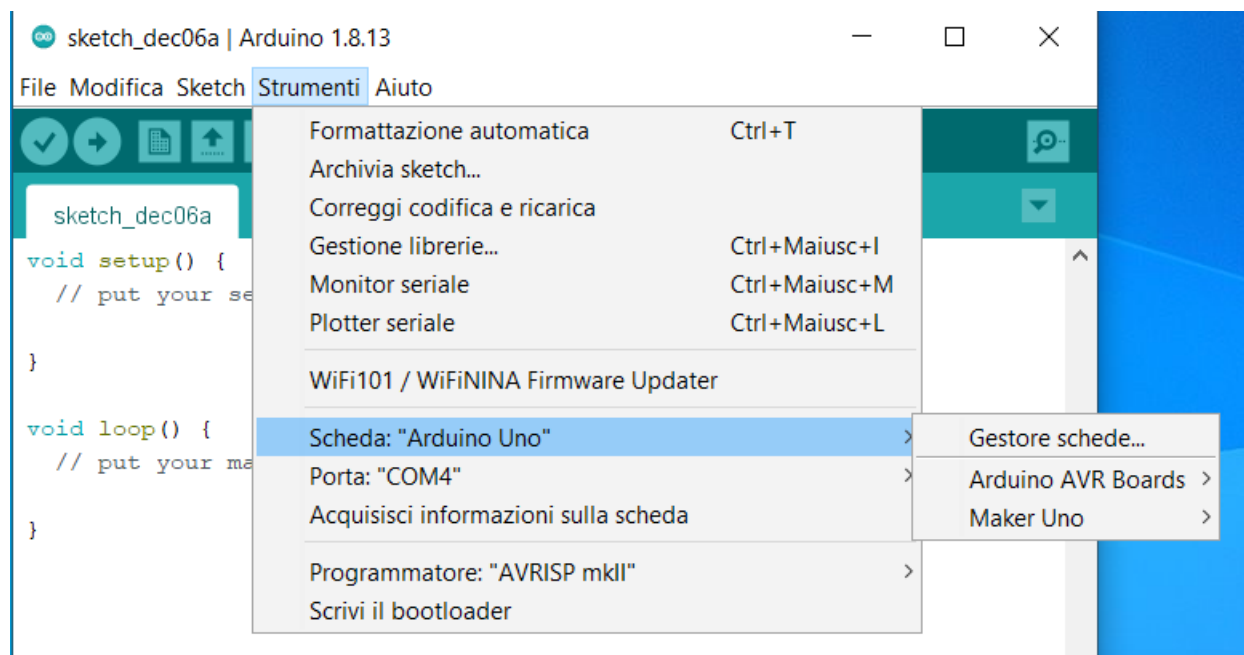 sketch_dec06a | Arduino 1.8.13
File Modifica Sketch Strumenti Aiuto
Formattazione automatica Ctrl+T
Archivia sketch...
sketch_dec06a
Correggi codifica e ricarica
Gestione librerie... Ctrl+Maiusc+I
Monitor seriale Ctrl+Maiusc+M
Plotter seriale Ctrl+Maiusc+L
WiFi101 / WiFiNINA Firmware Updater
Scheda: "Arduino Uno"
Porta: "COM4"
Acquisisci informazioni sulla scheda
Programmatore: "AVRISP mkII"
Scrivi il bootloader
Gestore schede...
Arduino AVR Boards
Maker Uno
void setup() {
// put your se
}
void loop() {
// put your ma
}